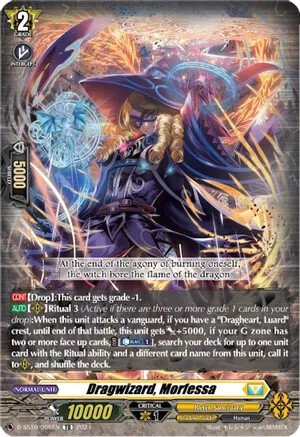 2
GRADE
INTERCEPT
5000
SHIELD
At the end of the agony of burning oneself,
the witch bore the flame of the dragon.
CONT [Drop]:This card gets grade -1.
AUTO Ritual 3 (Active if there are three or more grade 1 cards in your
drop):When this unit attacks a vanguard, if you have a "Dragheart, Luard"
crest, until end of that battle, this unit gets +5000, if your G zone has
two or more face up cards, search your deck for up to one unit
card with the Ritual ability and a different card name from this unit, call it
to, and shuffle the deck.
NORMAL UNIT
Dragwizard, Morfessa
POWER 10000
CRITICAL
1
Human